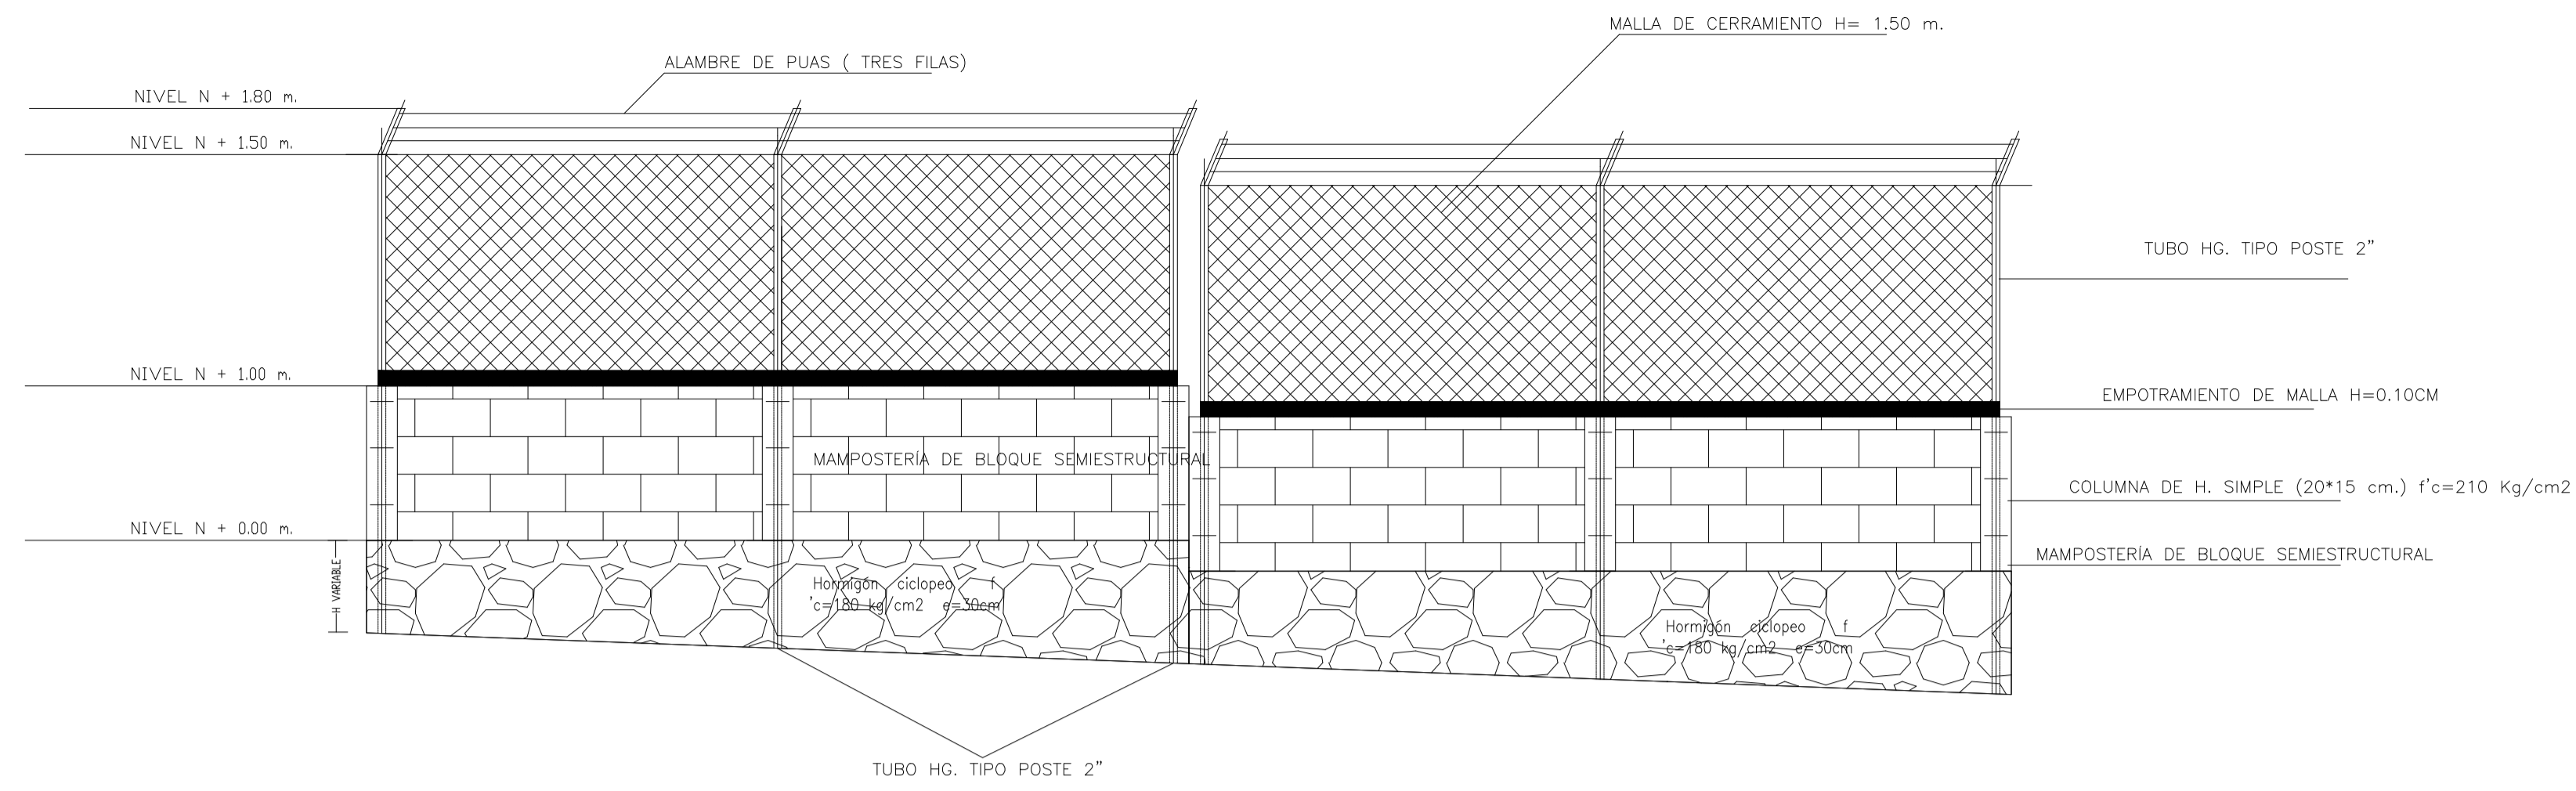 MALLA DE CERRAMIENTO H= 1.50 m.
ALAMBRE DE PUAS ( TRES FILAS)
NIVEL N + 1.80 m.
NIVEL N + 1.50 m.
TUBO HG. TIPO POSTE 2”
NIVEL N + 1.00 m.
EMPOTRAMIENTO DE MALLA H=0.10CM
MAMPOSTERÍA DE BLOQUE SEMIESTRUCTURAL
COLUMNA DE H. SIMPLE (20*15 cm.) f'c=210 Kg/cm2
NIVEL N + 0.00 m.
MAMPOSTERÍA DE BLOQUE SEMIESTRUCTURAL
H VARIABLE
Hormigón ciclopeo f
'c=180 kg/cm2 e=30cm
Hormigón ciclopeo f
'c=180 kg/cm2 e=30cm
TUBO HG. TIPO POSTE 2”